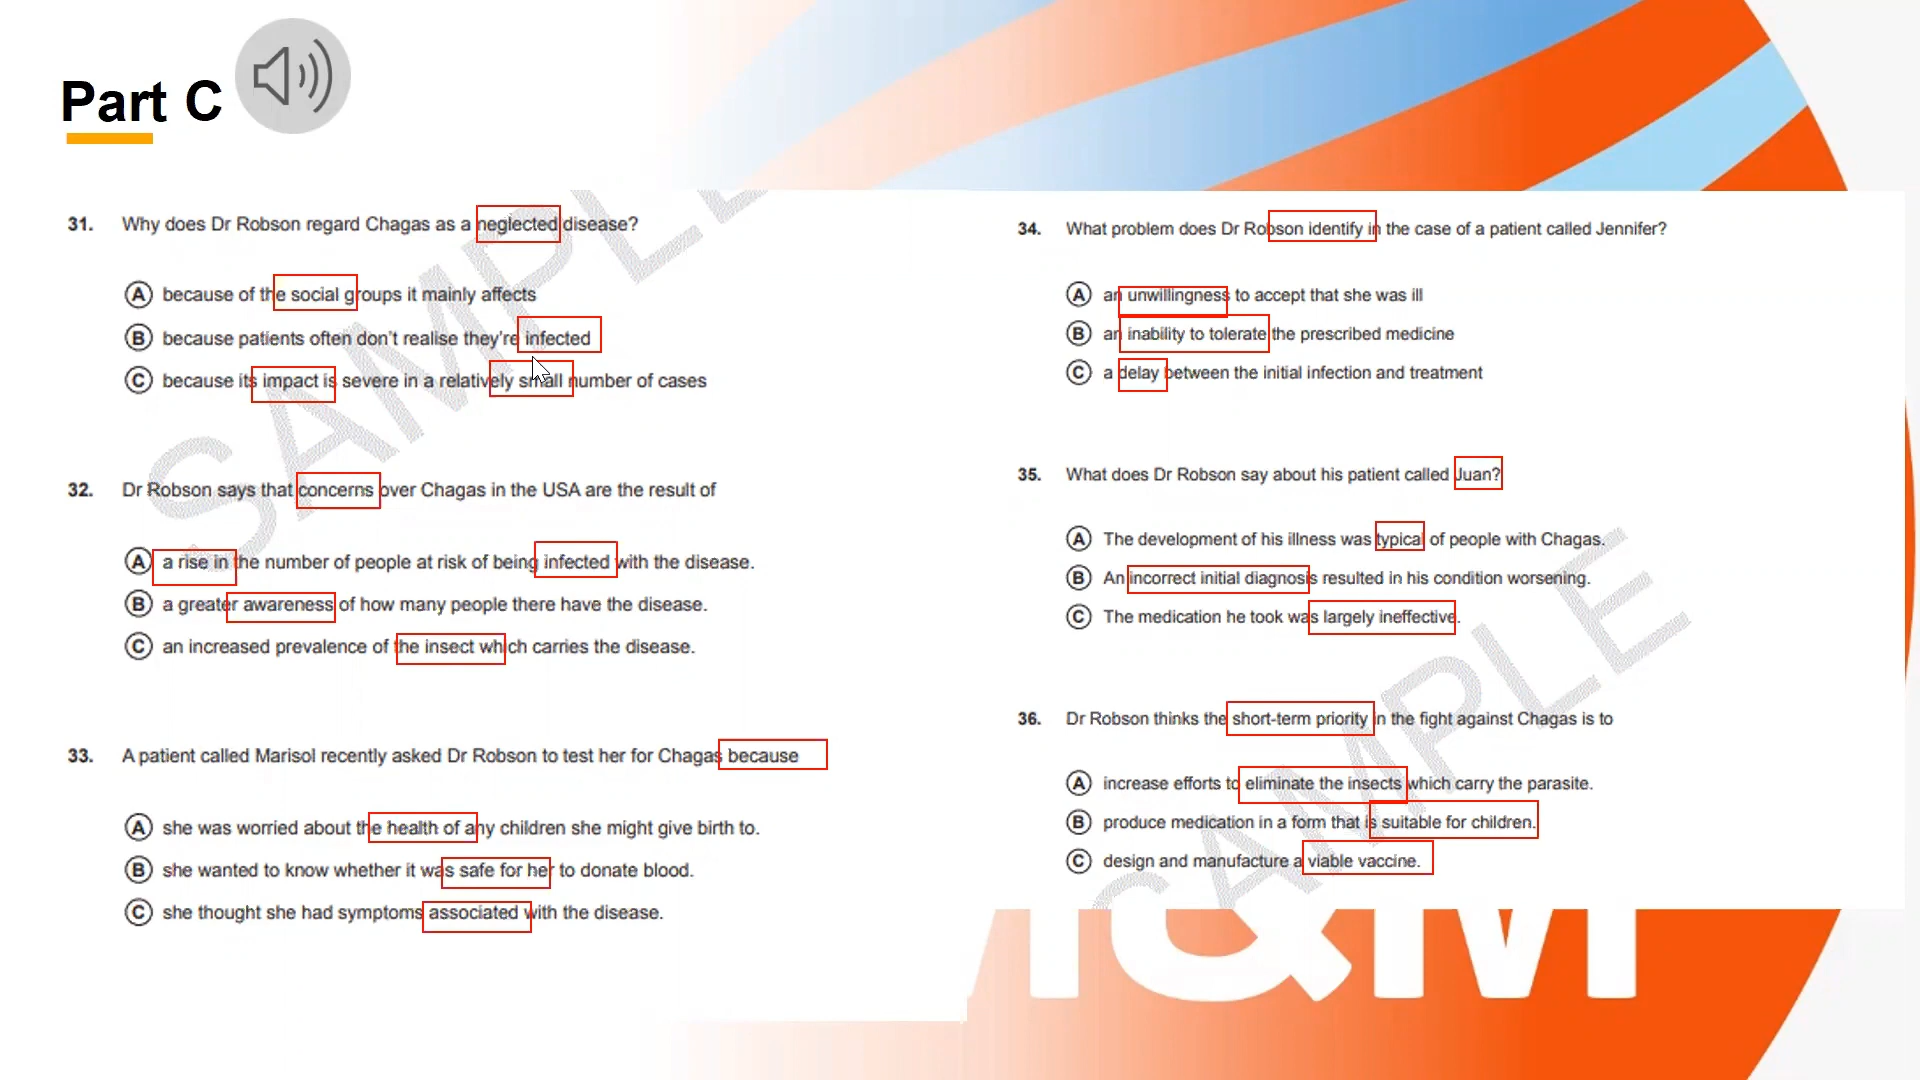 Part C
31. Why does Dr Robson regard Chagas as a neglected disease?
A because of the social groups it mainly affects
B because patients often don't realise they're infected
C because its impact is severe in a relatively small number of cases
32. Dr Robson says that concerns over Chagas in the USA are the result of
A a rise in the number of people at risk of being infected with the disease.
B a greater awareness of how many people there have the disease.
C an increased prevalence of the insect which carries the disease.
33. A patient called Marisol recently asked Dr Robson to test her for Chagas because
A she was worried about the health of any children she might give birth to.
B she wanted to know whether it was safe for her to donate blood.
C she thought she had symptoms associated with the disease.
34. What problem does Dr Robson identify in the case of a patient called Jennifer?
A an unwillingness to accept that she was ill
B an inability to tolerate the prescribed medicine
C a delay between the initial infection and treatment
35. What does Dr Robson say about his patient called Juan?
A The development of his illness was typical of people with Chagas.
B An incorrect initial diagnosis resulted in his condition worsening.
C The medication he took was largely ineffective.
36. Dr Robson thinks the short-term priority in the fight against Chagas is to
A increase efforts to eliminate the insects which carry the parasite.
B produce medication in a form that is suitable for children.
C design and manufacture a viable vaccine.
SAMPLE
SAMPLE
&M